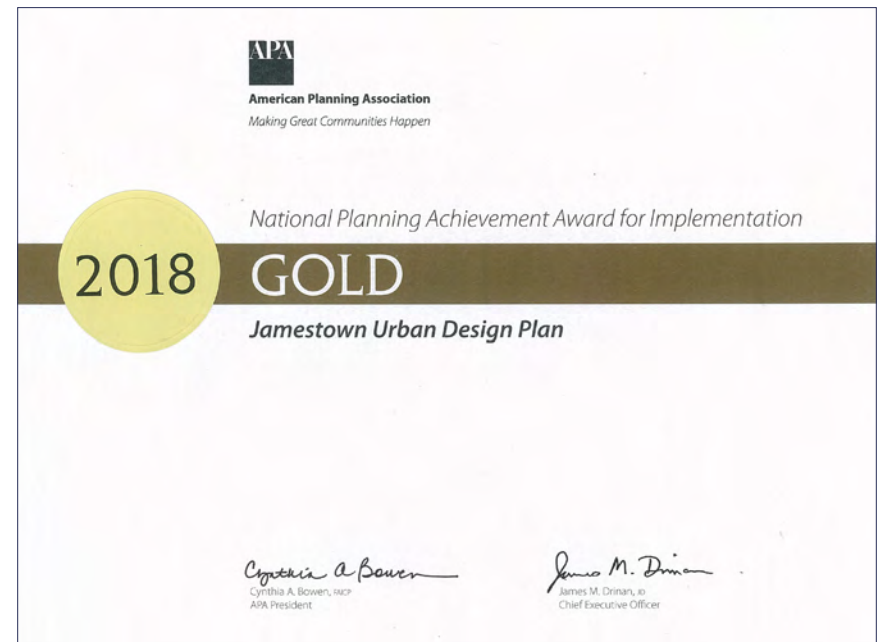 APA
American Planning Association
Making Great Communities Happen
National Planning Achievement Award for Implementation
2018
GOLD
Jamestown Urban Design Plan
Cynthia A Bowen
James M. Drinan
Cynthia A. Bowen, FAICP
James M. Drinan, JD
APA President
Chief Executive Officer